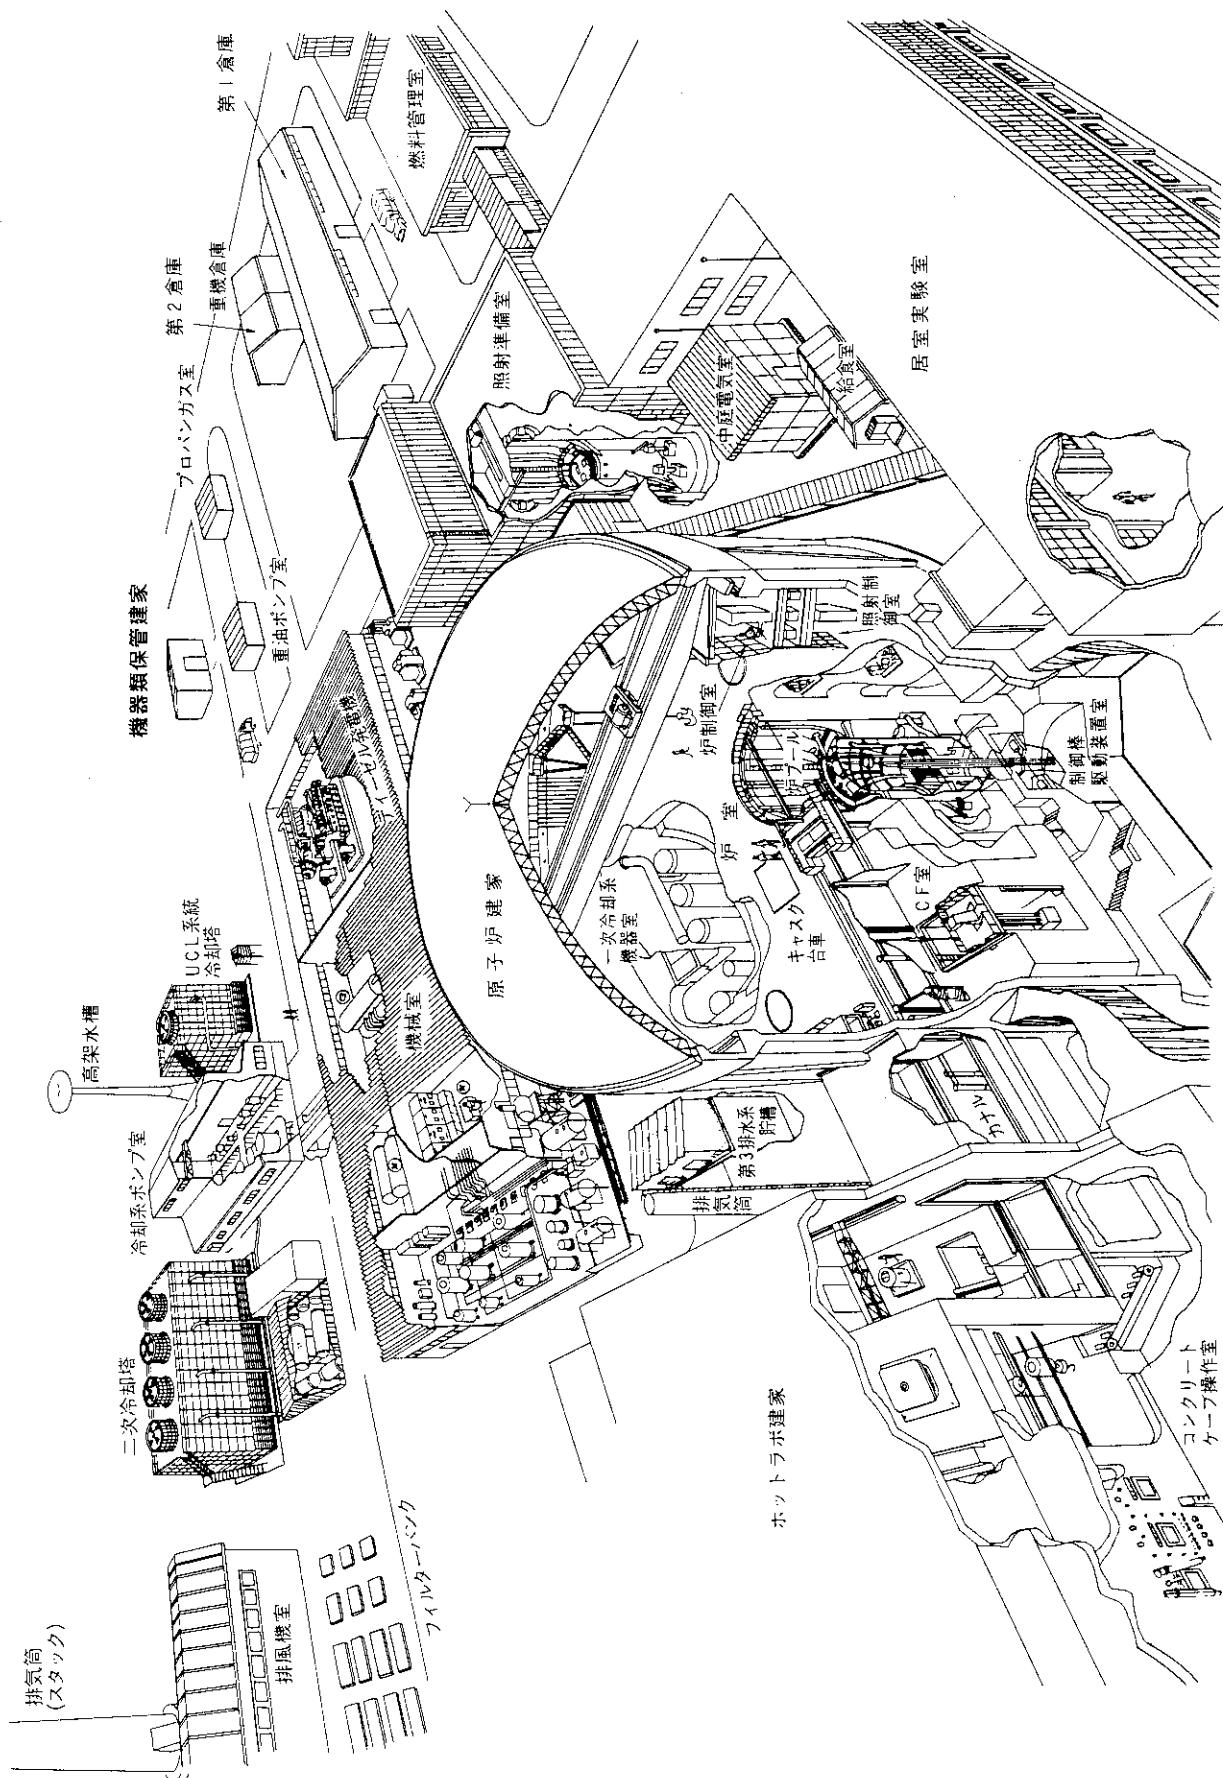 排気筒
(スタック)
排風機室
フィルターバンク
二次冷却塔
冷却系ポンプ室
高架水槽
UCL系統
冷却塔
機器類保管建家
プロパンガス室
重油ポンプ室
第2倉庫
重機倉庫
第1倉庫
燃料管理室
照射準備室
ディーゼル発電機
機械室
原子炉建家
一次冷却系
機器室
炉室
炉制御室
キャスク
台車
炉プール
照射制
御室
中庭電気室
給食室
居室実験室
制御棒
駆動装置室
CF室
カナル
第3排水系
貯槽
排気筒
ホットラボ建家
コンクリート
ケーブ操作室